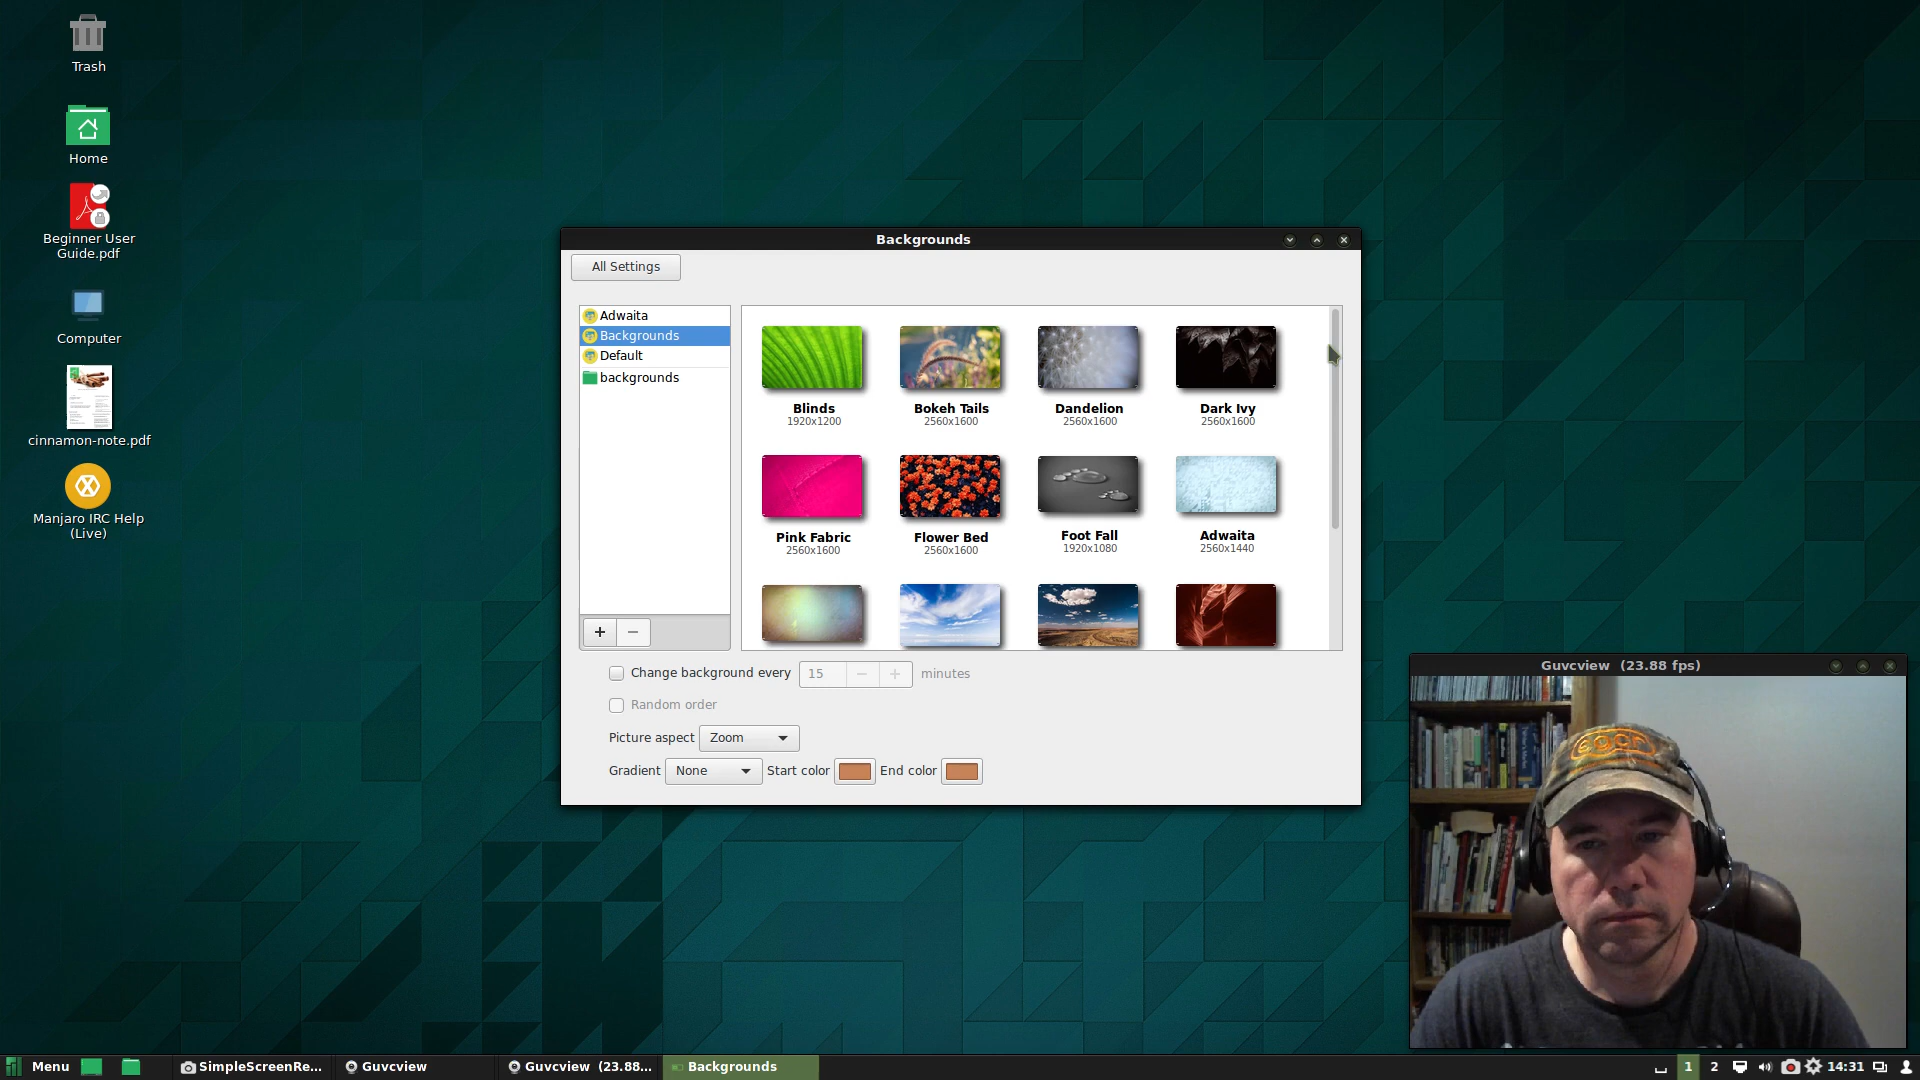 Trash
Home
Beginner User
Guide.pdf
Computer
cinnamon-note.pdf
Manjaro IRC Help
(Live)
Backgrounds
All Settings
Adwaita
Backgrounds
Default
backgrounds
Blinds
1920x1200
Bokeh Tails
2560x1600
Dandelion
2560x1600
Dark Ivy
2560x1600
Pink Fabric
2560x1600
Flower Bed
2560x1600
Foot Fall
1920x1080
Adwaita
2560x1440
+ −
Change background every 15 − + minutes
Random order
Picture aspect Zoom
Gradient None Start color End color
Guvcview (23.88 fps)
Menu SimpleScreenRe... Guvcview Guvcview (23.88... Backgrounds 1 2 14:31